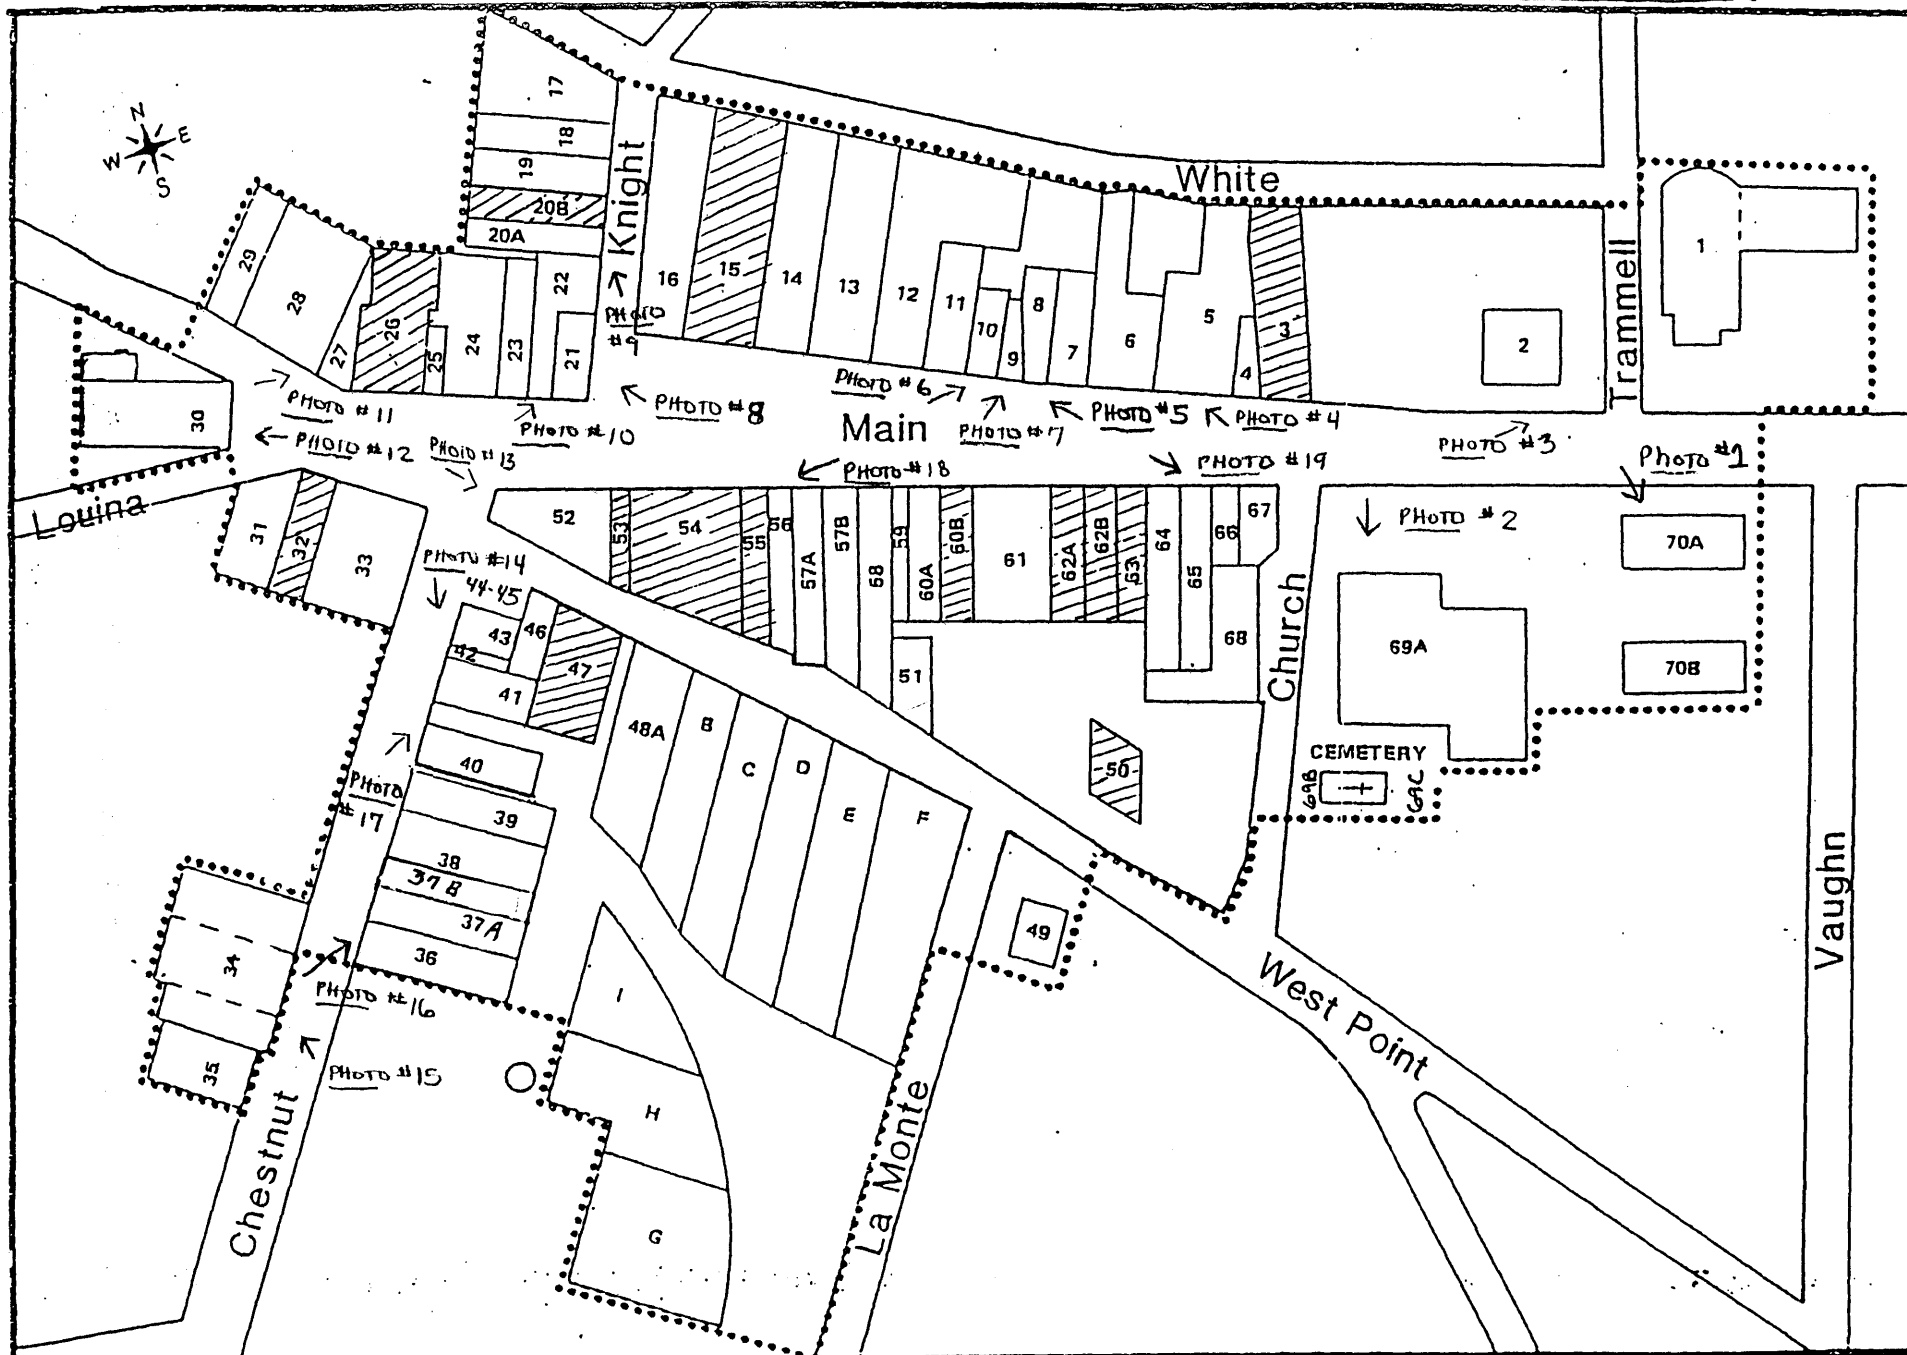 N
W
E
S
17
18
19
20B
20A
Knight
White
Trammell
1
29
28
27
26
25
24
23
22
21
16
15
14
13
12
11
10
9
8
7
6
5
4
3
2
30
PHOTO
#9
PHOTO #11
PHOTO #10
PHOTO #8
PHOTO #6
Main
PHOTO #7
PHOTO #5
PHOTO #4
PHOTO #3
PHOTO #1
PHOTO #12
PHOTO #13
PHOTO #18
PHOTO #19
PHOTO #2
Louina
31
32
33
52
53
54
55
56
57A
57B
68
59
60A
60B
61
62A
62B
63
64
65
66
67
68
51
50
Church
69A
70A
70B
CEMETERY
69B
69C
PHOTO #14
44-45
43
46
42
47
41
40
48A
B
C
D
E
F
PHOTO
#17
39
38
37B
37A
36
34
35
PHOTO #16
PHOTO #15
49
I
H
G
Chestnut
La Monte
West Point
Vaughn